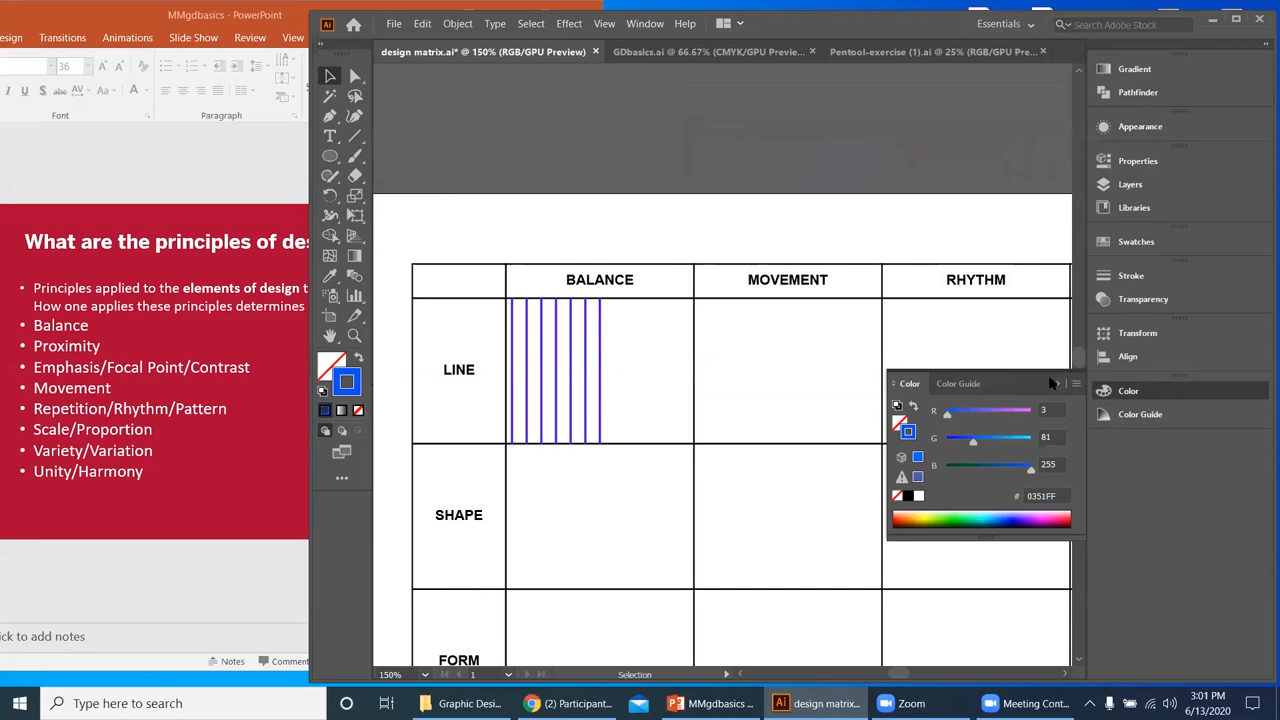 MMgdbasics - PowerPoint
Design
Transitions
Animations
Slide Show
Review
View
36
Font
Paragraph
What are the principles of des
Principles applied to the elements of design t
How one applies these principles determines
• Balance
• Proximity
• Emphasis/Focal Point/Contrast
• Movement
• Repetition/Rhythm/Pattern
• Scale/Proportion
• Variety/Variation
• Unity/Harmony
ick to add notes
Notes
Comment
Ai
File
Edit
Object
Type
Select
Effect
View
Window
Help
Essentials
Search Adobe Stock
design matrix.ai* @ 150% (RGB/GPU Preview)
GDbasics.ai @ 66.67% (CMYK/GPU Previe...
Pentool-exercise (1).ai @ 25% (RGB/GPU Pre...
BALANCE
MOVEMENT
RHYTHM
LINE
SHAPE
FORM
Color
Color Guide
R
3
G
81
B
255
# 0351FF
Gradient
Pathfinder
Appearance
Properties
Layers
Libraries
Swatches
Stroke
Transparency
Transform
Align
Color
Color Guide
150%
1
Selection
Type here to search
Graphic Desi...
(2) Participant...
MMgdbasics ...
design matrix...
Zoom
Meeting Cont...
3:01 PM
6/13/2020